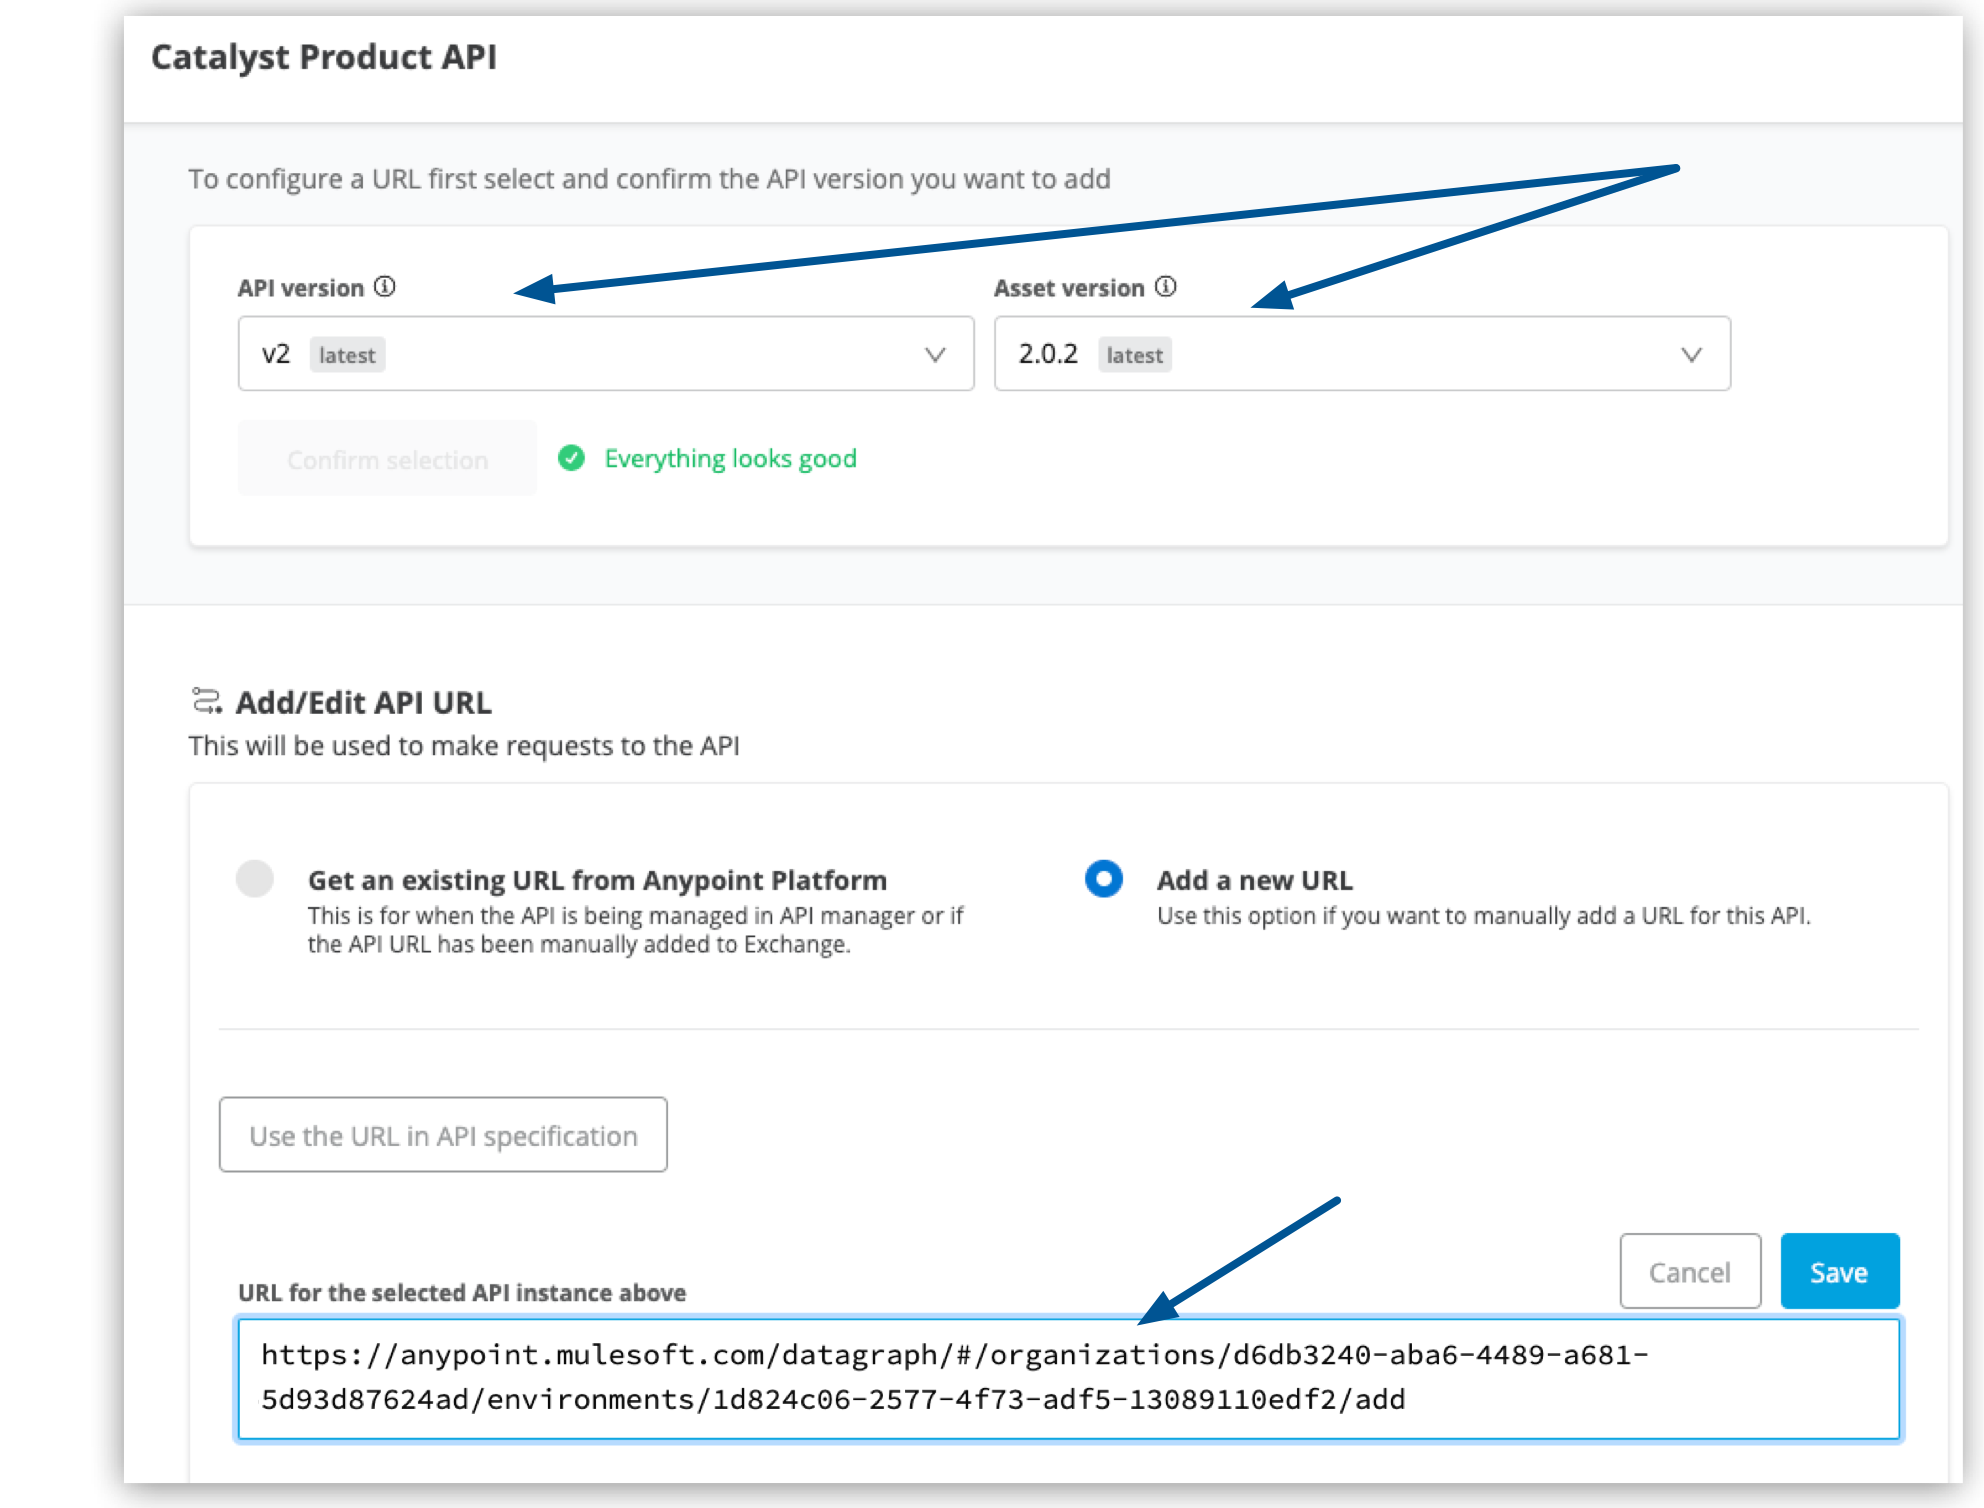 Catalyst Product API
To configure a URL first select and confirm the API version you want to add
API version
Asset version
v2 latest
2.0.2 latest
Confirm selection
Everything looks good
Add/Edit API URL
This will be used to make requests to the API
Get an existing URL from Anypoint Platform
This is for when the API is being managed in API manager or if
the API URL has been manually added to Exchange.
Add a new URL
Use this option if you want to manually add a URL for this API.
Use the URL in API specification
Cancel
Save
URL for the selected API instance above
https://anypoint.mulesoft.com/datagraph/#/organizations/d6db3240-aba6-4489-a681-
5d93d87624ad/environments/1d824c06-2577-4f73-adf5-13089110edf2/add